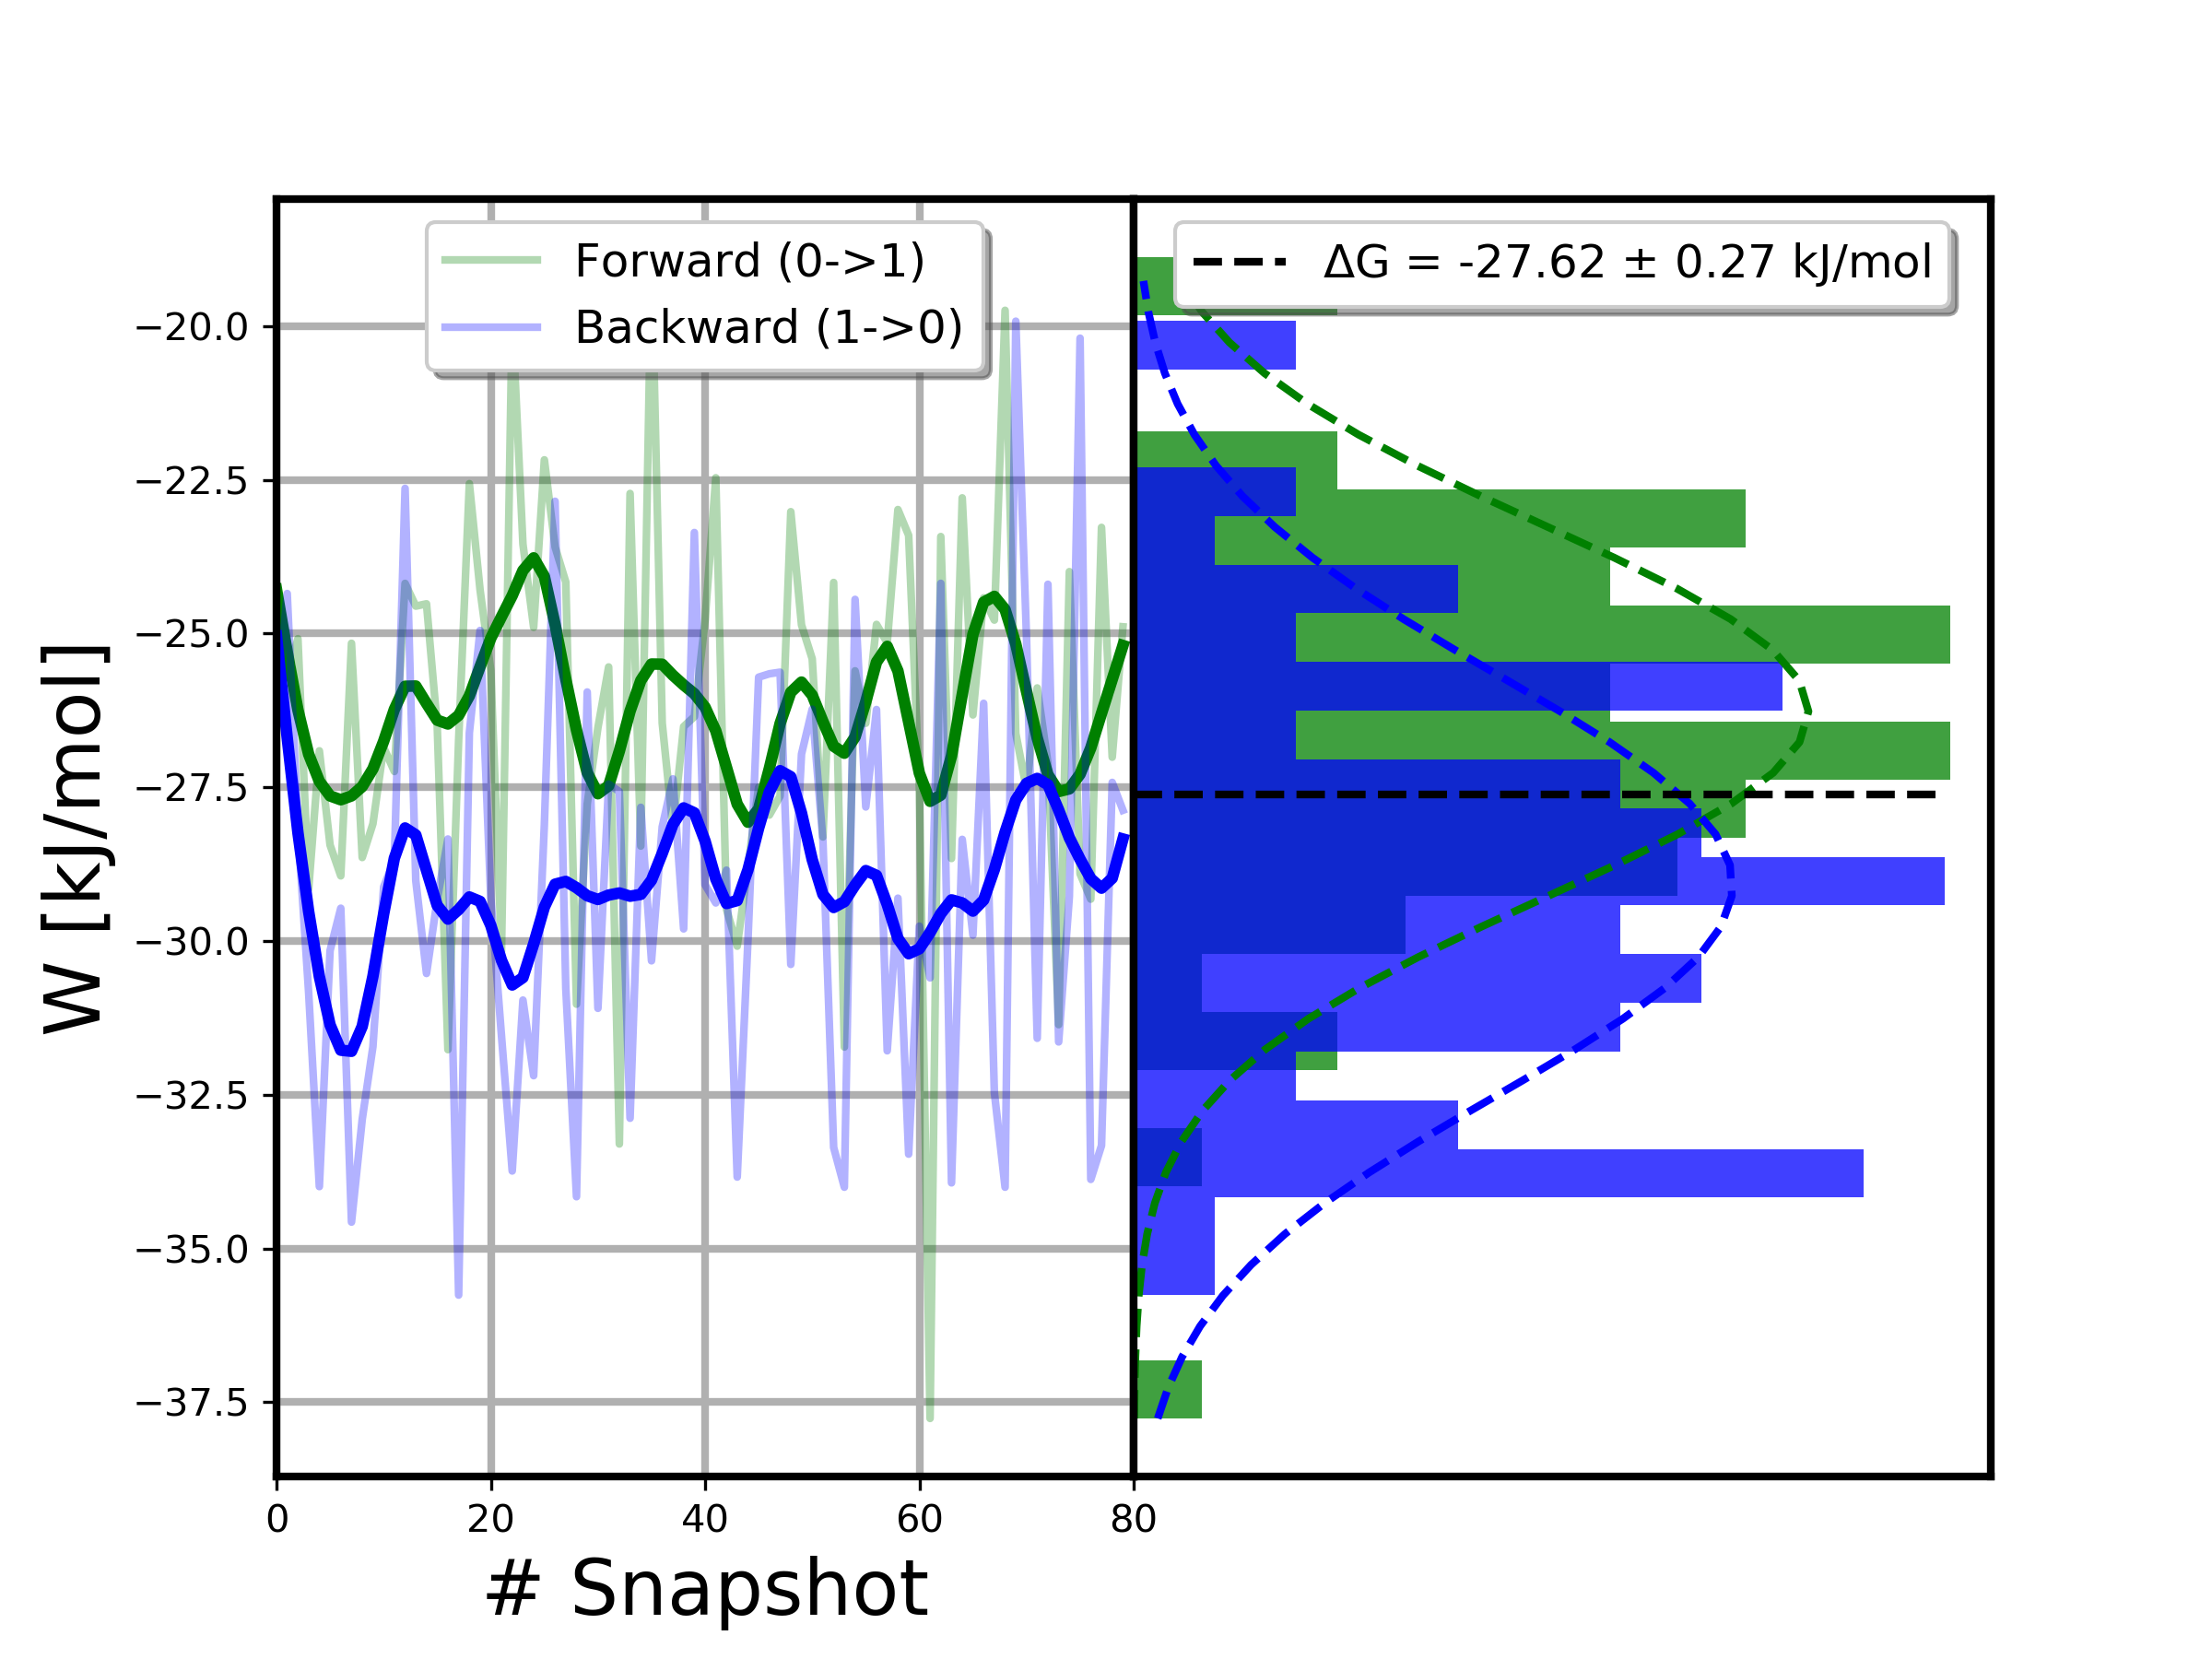 Forward (0->1)
Backward (1->0)
ΔG = -27.62 ± 0.27 kJ/mol
W [kJ/mol]
−20.0
−22.5
−25.0
−27.5
−30.0
−32.5
−35.0
−37.5
0 20 40 60 80
# Snapshot